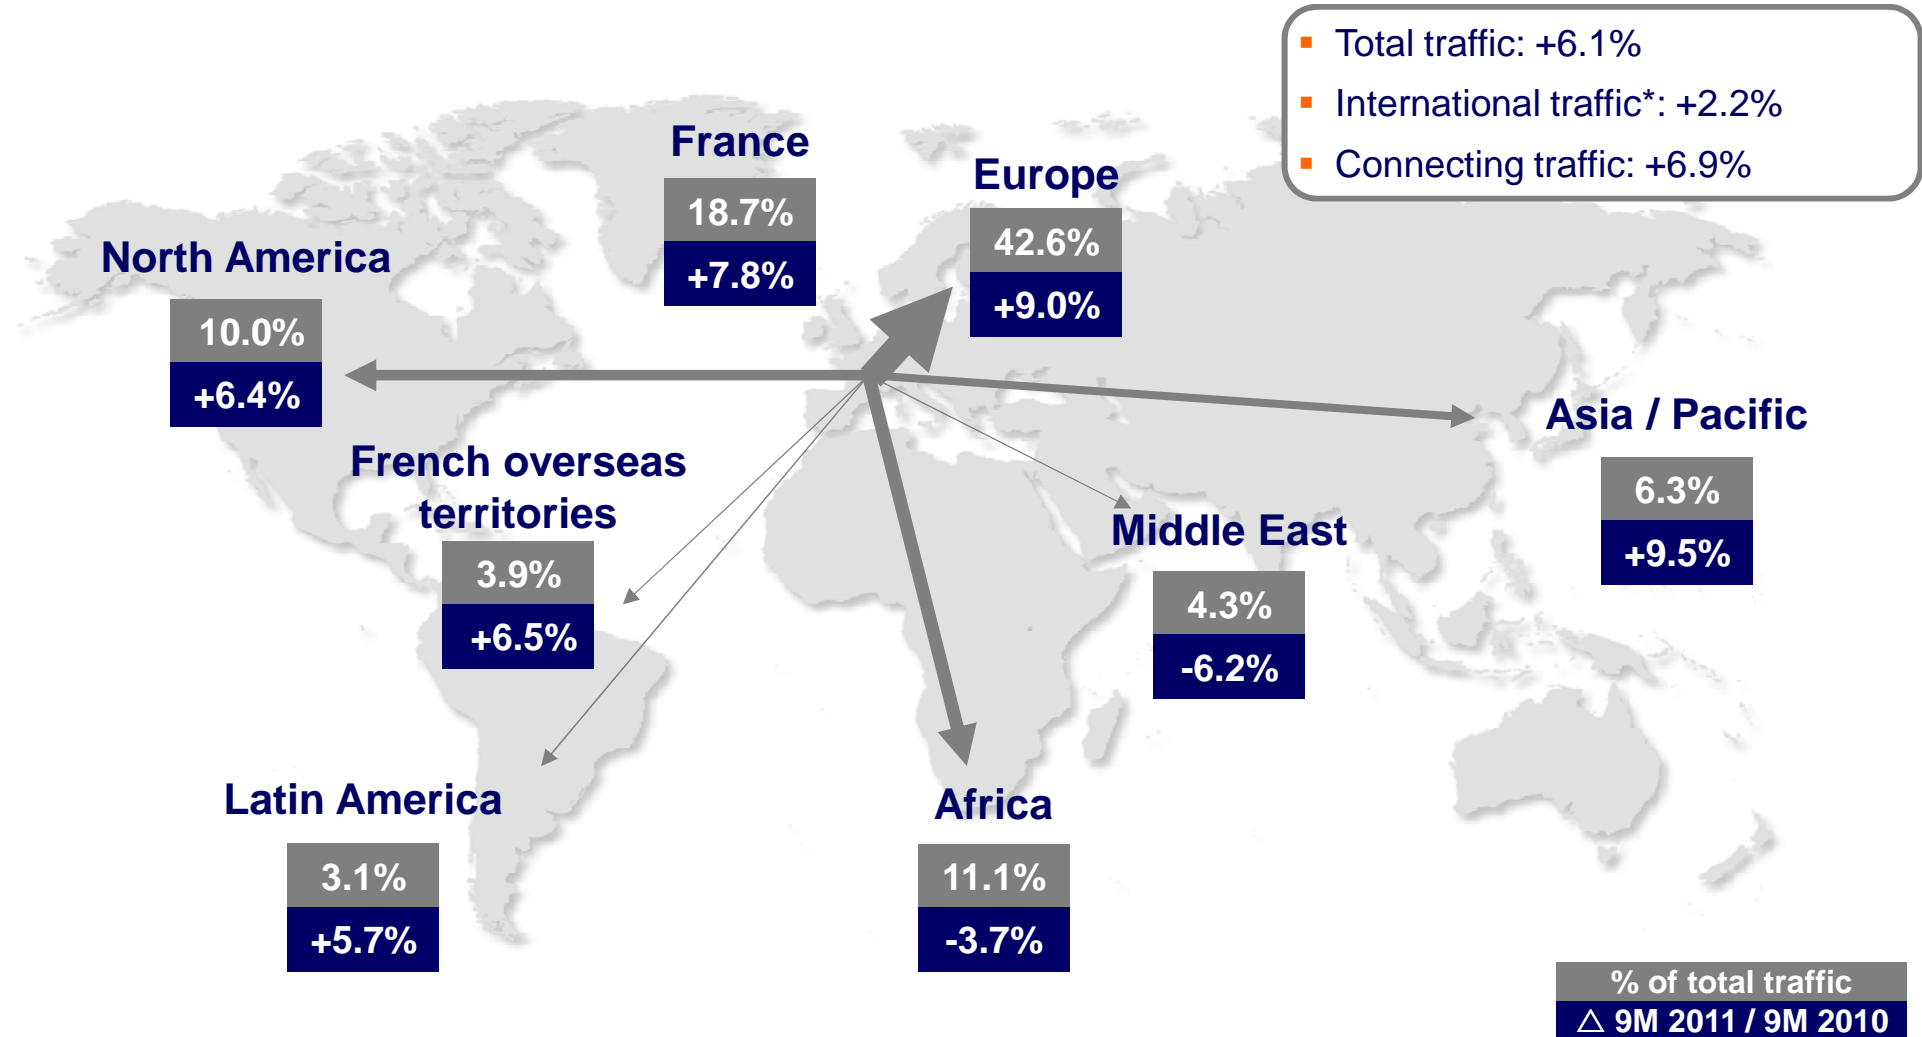 Total traffic: +6.1%
International traffic*: +2.2%
Connecting traffic: +6.9%
France
18.7%
+7.8%
Europe
42.6%
+9.0%
North America
10.0%
+6.4%
Asia / Pacific
6.3%
+9.5%
French overseas
territories
3.9%
+6.5%
Middle East
4.3%
-6.2%
Latin America
3.1%
+5.7%
Africa
11.1%
-3.7%
% of total traffic
△ 9M 2011 / 9M 2010